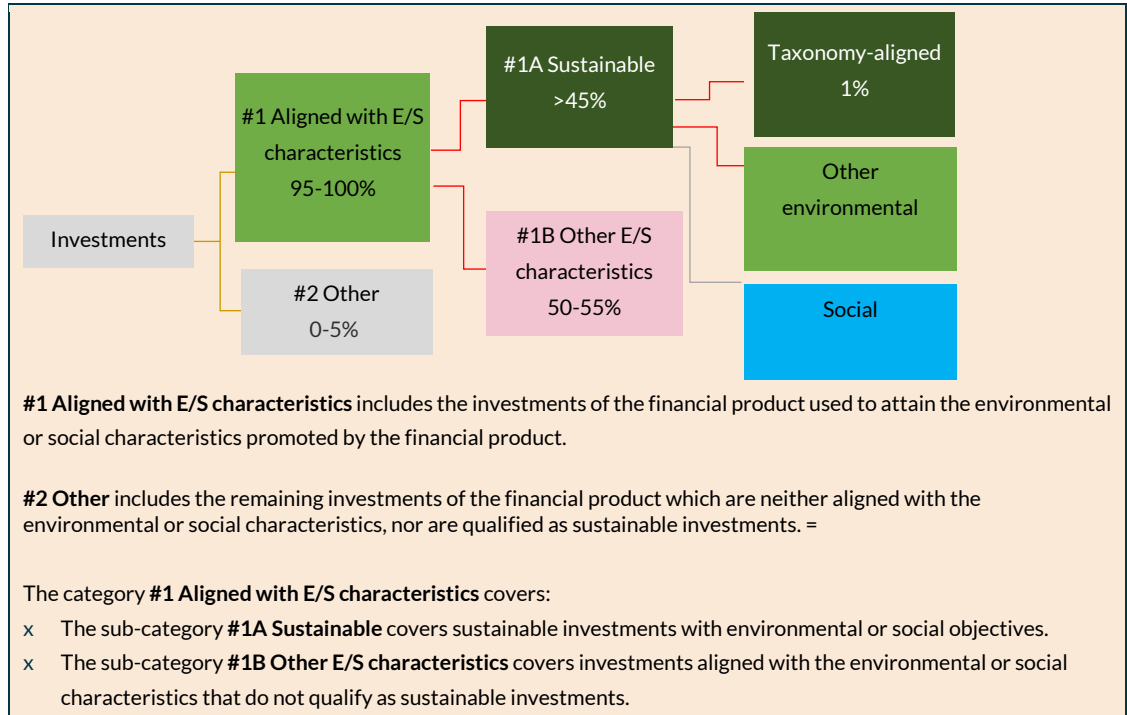 Investments
#1 Aligned with E/S
characteristics
95-100%
#2 Other
0-5%
#1A Sustainable
>45%
#1B Other E/S
characteristics
50-55%
Taxonomy-aligned
1%
Other
environmental
Social
#1 Aligned with E/S characteristics includes the investments of the financial product used to attain the environmental
or social characteristics promoted by the financial product.
#2 Other includes the remaining investments of the financial product which are neither aligned with the
environmental or social characteristics, nor are qualified as sustainable investments. =
The category #1 Aligned with E/S characteristics covers:
x The sub-category #1A Sustainable covers sustainable investments with environmental or social objectives.
x The sub-category #1B Other E/S characteristics covers investments aligned with the environmental or social
characteristics that do not qualify as sustainable investments.